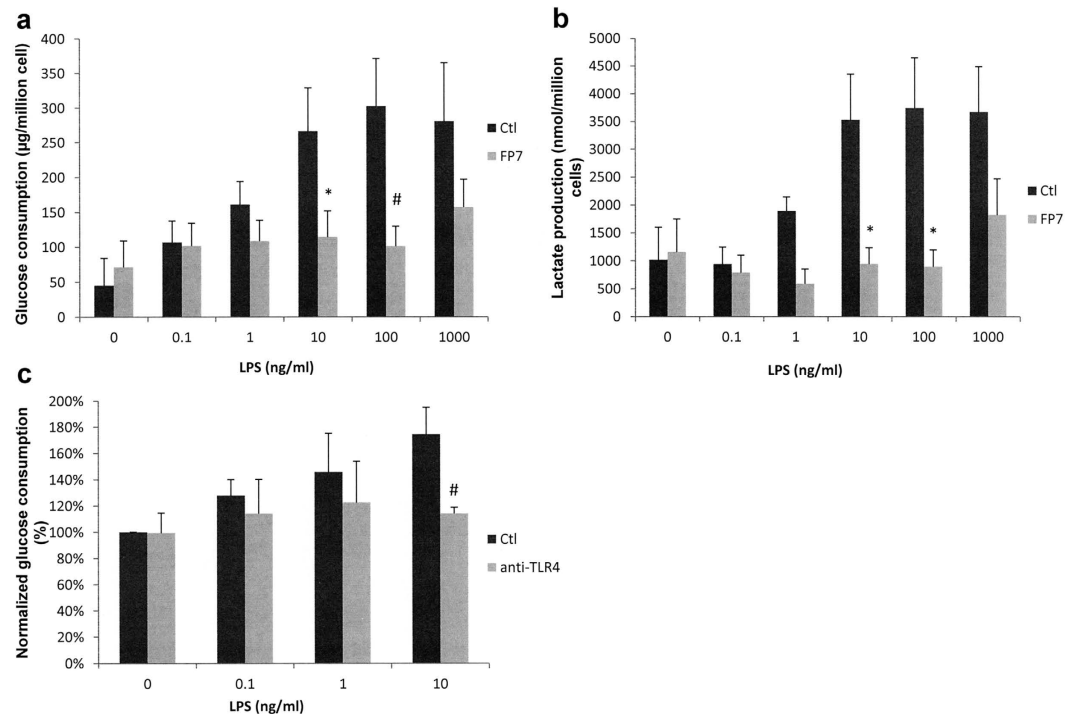 a
Glucose consumption (µg/million cell)
400
350
300
250
200
150
100
50
0
*
#
Ctl
FP7
0 0.1 1 10 100 1000
LPS (ng/ml)
b
Lactate production (nmol/million
cells)
5000
4500
4000
3500
3000
2500
2000
1500
1000
500
0
* *
Ctl
FP7
0 0.1 1 10 100 1000
LPS (ng/ml)
c
Normalized glucose consumption
(%)
200%
180%
160%
140%
120%
100%
80%
60%
40%
20%
0%
#
Ctl
anti-TLR4
0 0.1 1 10
LPS (ng/ml)